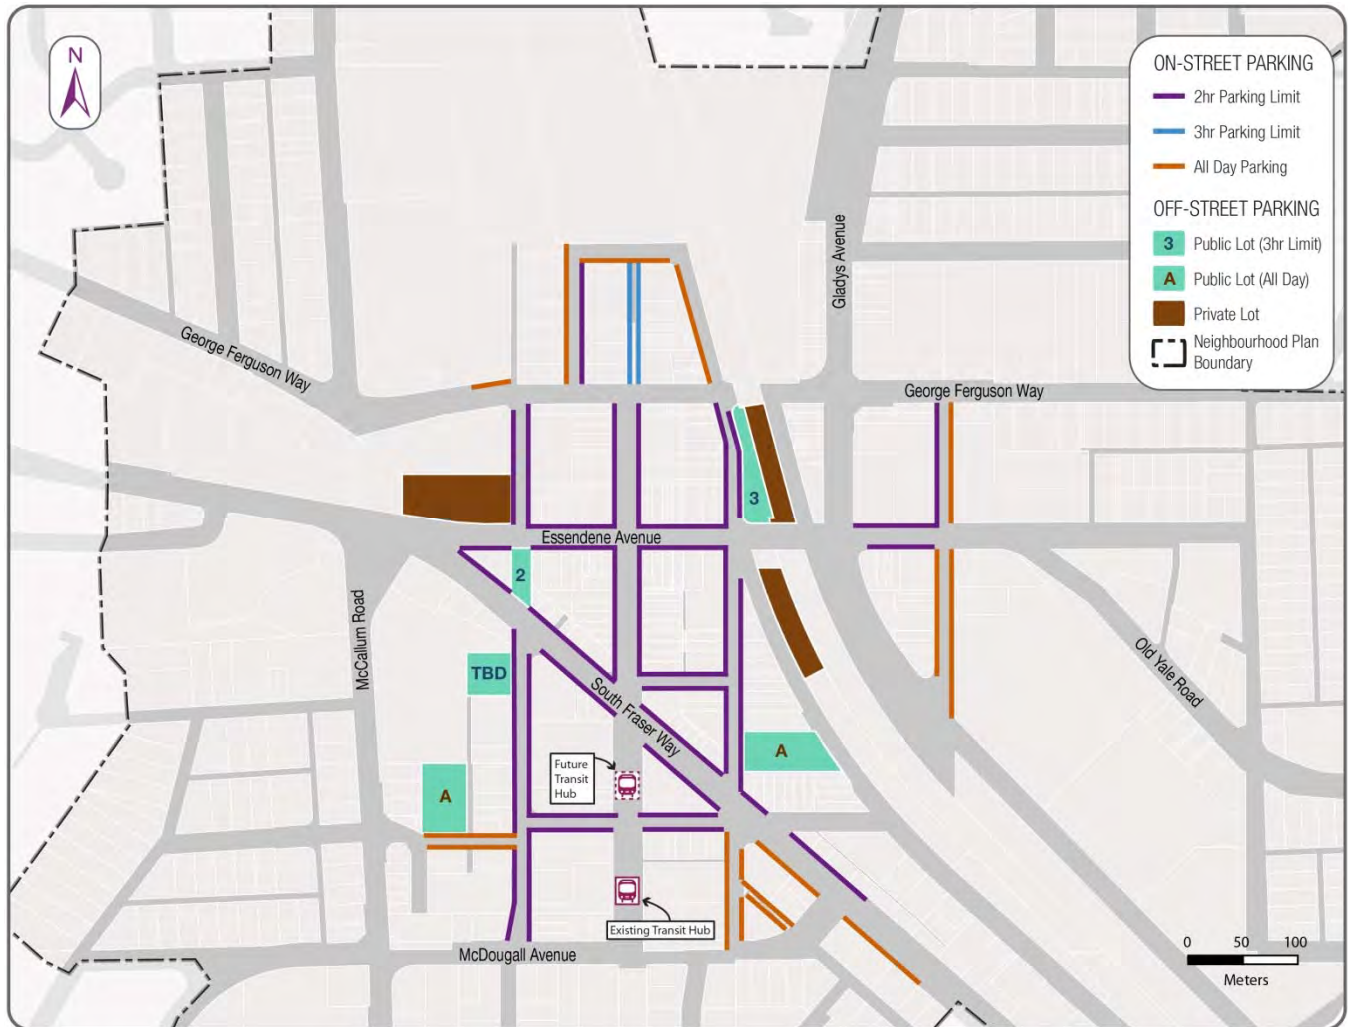 N
ON-STREET PARKING
2hr Parking Limit
3hr Parking Limit
All Day Parking
OFF-STREET PARKING
3 Public Lot (3hr Limit)
A Public Lot (All Day)
Private Lot
Neighbourhood Plan
Boundary
Gladys Avenue
George Ferguson Way
George Ferguson Way
3
Essendene Avenue
2
McCallum Road
TBD
South Fraser Way
Old Yale Road
A
Future
Transit
Hub
A
Existing Transit Hub
McDougall Avenue
0 50 100
Meters